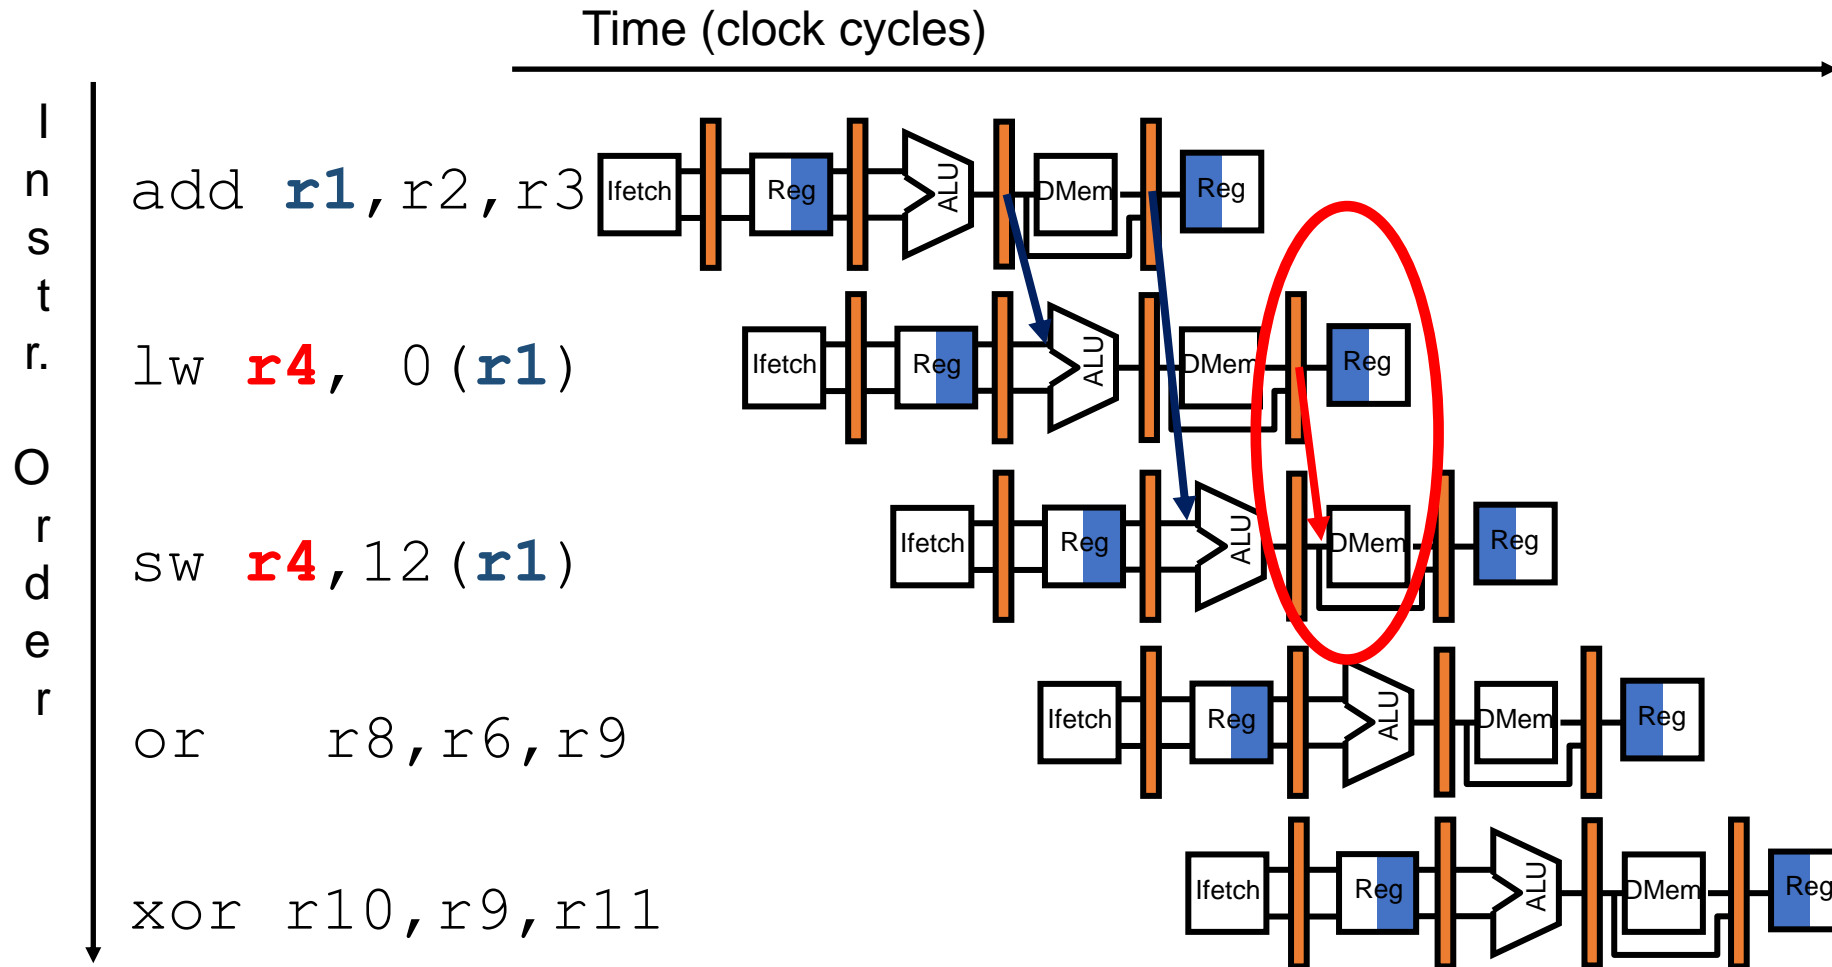 Time (clock cycles)
Instr. Order
add r1,r2,r3 Ifetch Reg ALU DMem Reg
lw r4, 0(r1) Ifetch Reg ALU DMem Reg
sw r4,12(r1) Ifetch Reg ALU DMem Reg
or r8,r6,r9 Ifetch Reg ALU DMem Reg
xor r10,r9,r11 Ifetch Reg ALU DMem Reg